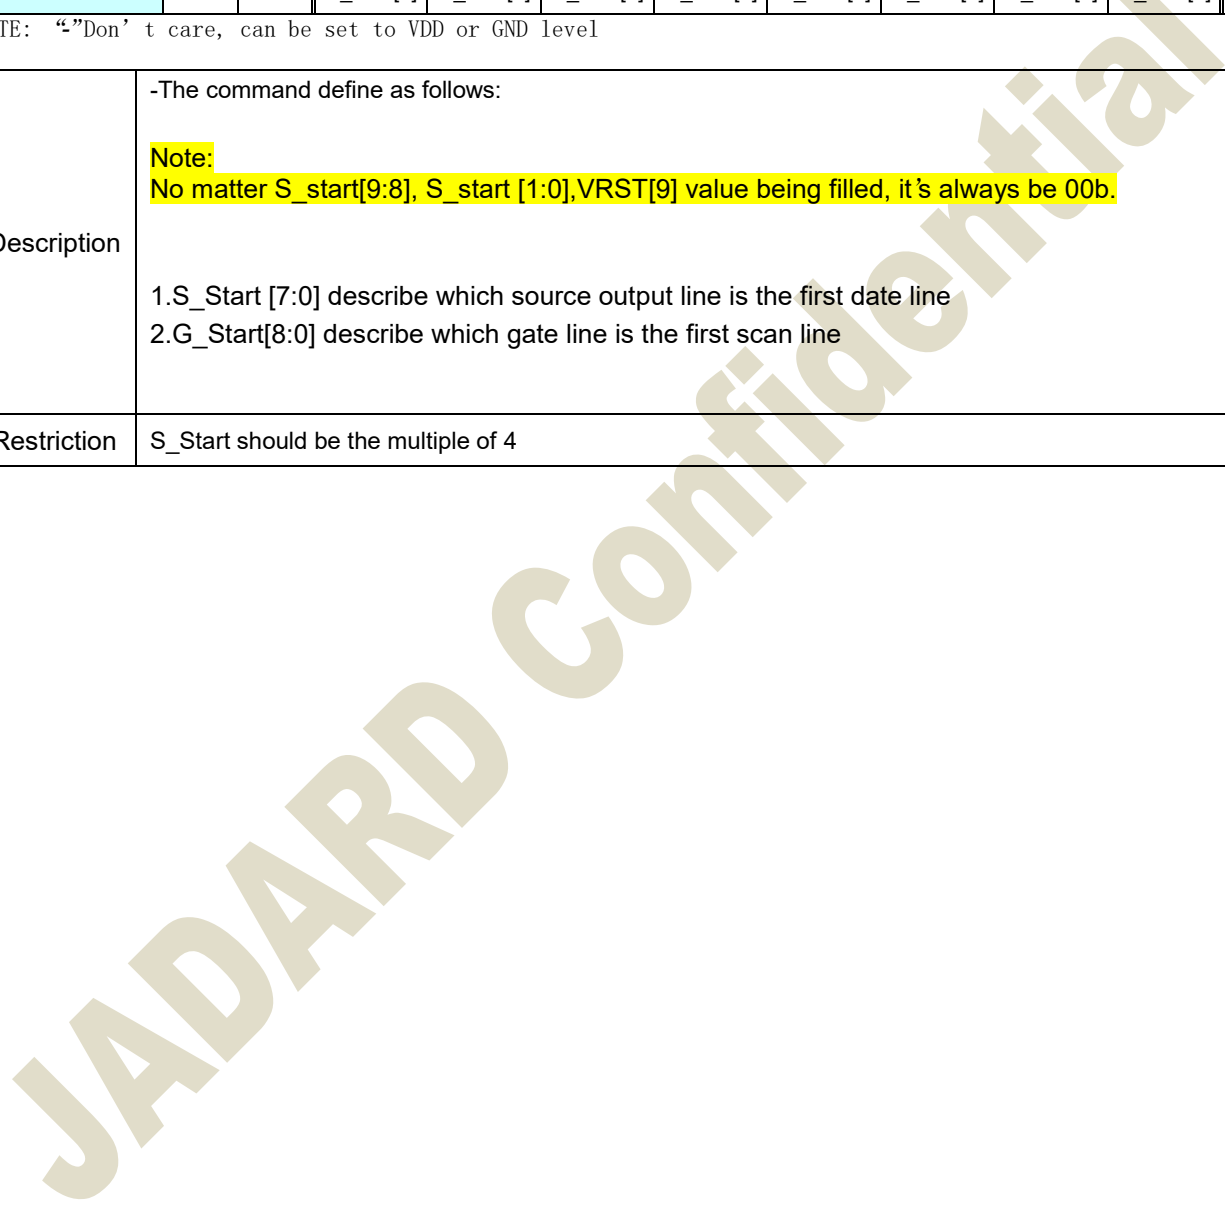 TE: “-”Don’t care, can be set to VDD or GND level
-The command define as follows:
Note:
No matter S_start[9:8], S_start [1:0],VRST[9] value being filled, it’s always be 00b.
Description
1.S_Start [7:0] describe which source output line is the first date line
2.G_Start[8:0] describe which gate line is the first scan line
Restriction
S_Start should be the multiple of 4
JADARD Confidential